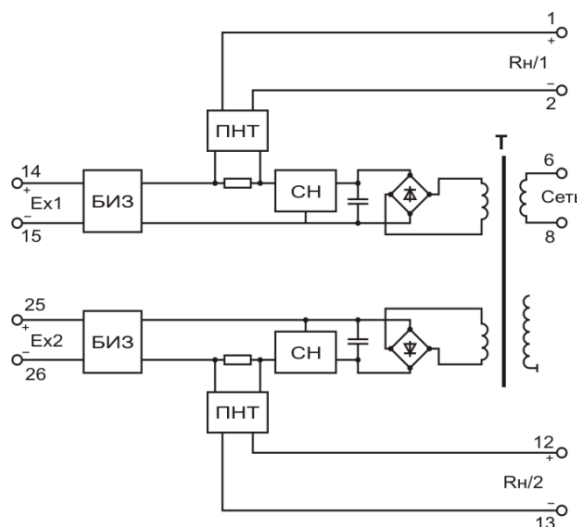 1
+
Rн/1
−
2
ПНТ
Т
14
+
Ex1
−
15
БИЗ
СН
6
Сеть
8
25
+
Ex2
−
26
БИЗ
СН
ПНТ
12
+
Rн/2
−
13